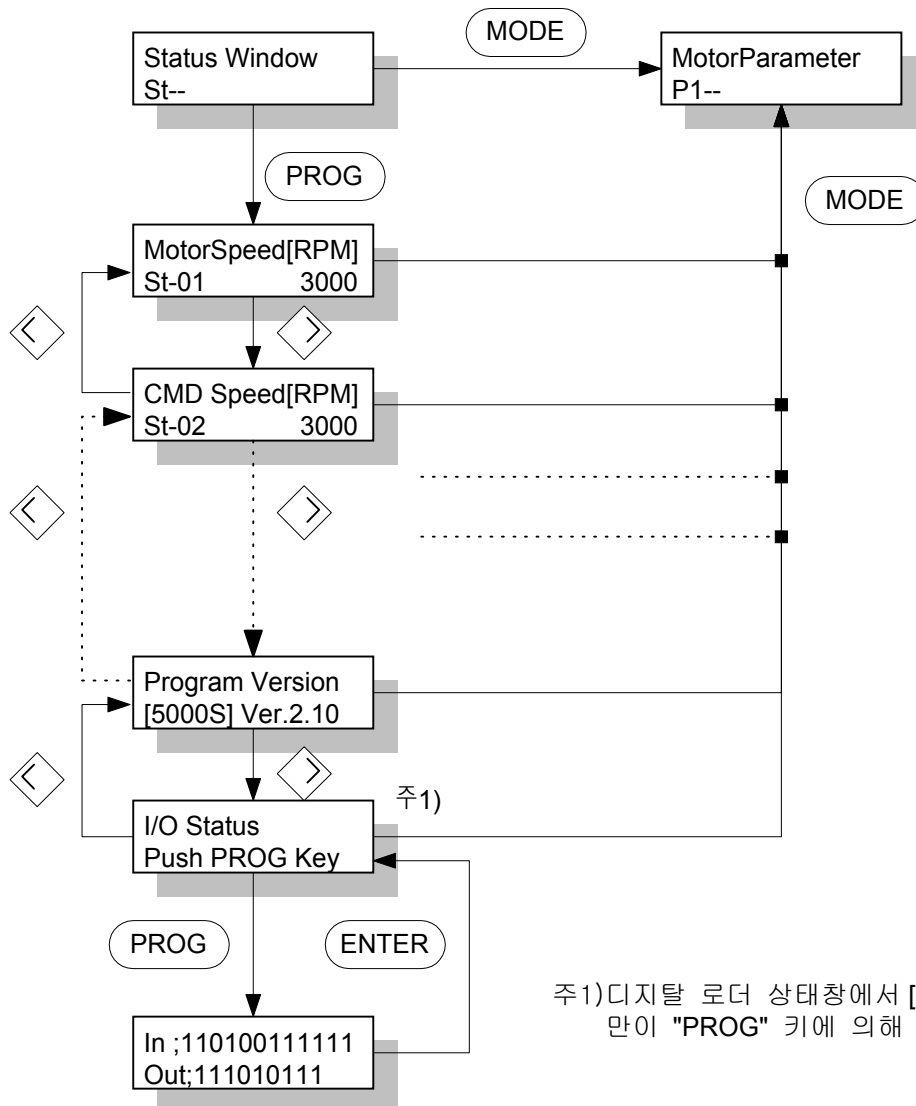 MODE
Status Window
St--
MotorParameter
P1--
PROG
MODE
MotorSpeed[RPM]
St-01 3000
CMD Speed[RPM]
St-02 3000
Program Version
[5000S] Ver.2.10
주1)
I/O Status
Push PROG Key
PROG
ENTER
주1)디지탈 로더 상태창에서 [
만이 "PROG" 키에 의해
In ;110100111111
Out;111010111